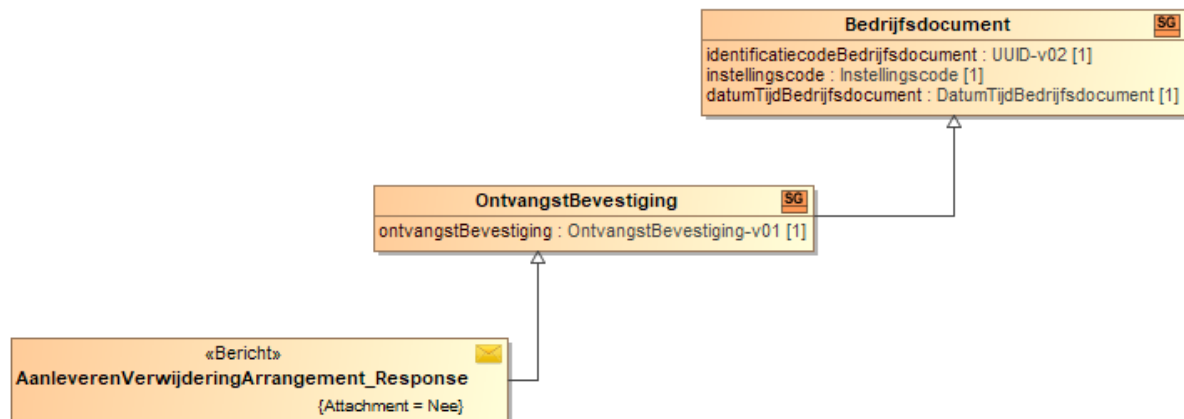 Bedrijfsdocument SG
identificatiecodeBedrijfsdocument : UUID-v02 [1]
instellingscode : Instellingscode [1]
datumTijdBedrijfsdocument : DatumTijdBedrijfsdocument [1]
OntvangstBevestiging SG
ontvangstBevestiging : OntvangstBevestiging-v01 [1]
«Bericht»
AanleverenVerwijderingArrangement_Response
{Attachment = Nee}